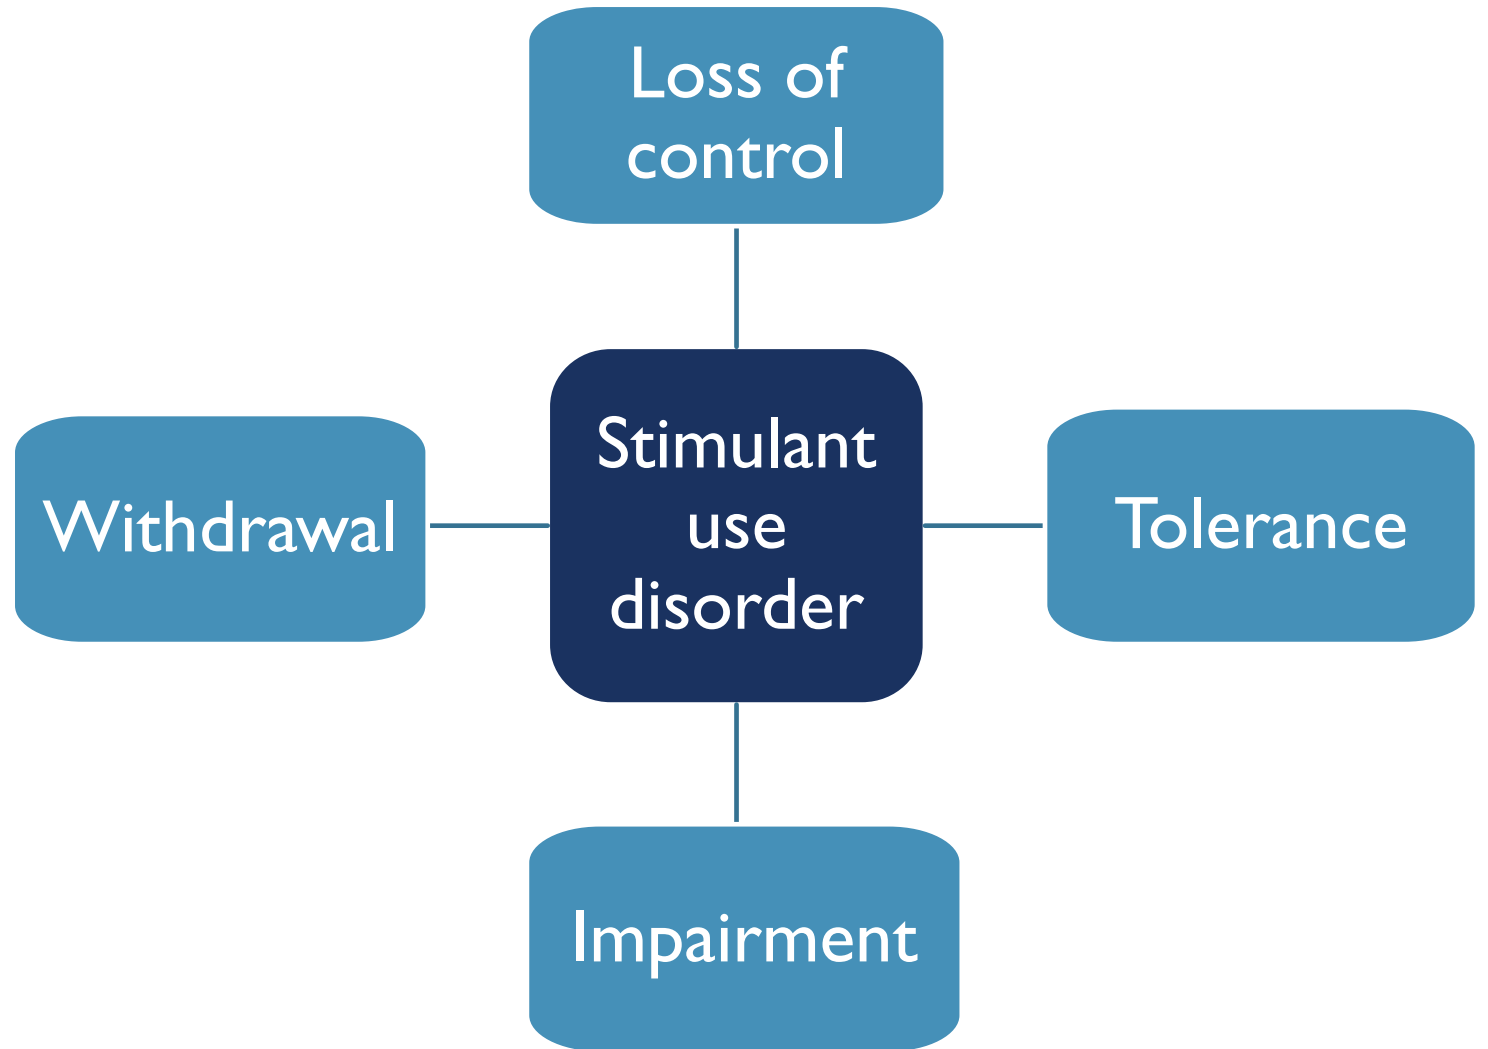 Loss of
control
Withdrawal
Stimulant
use
disorder
Tolerance
Impairment